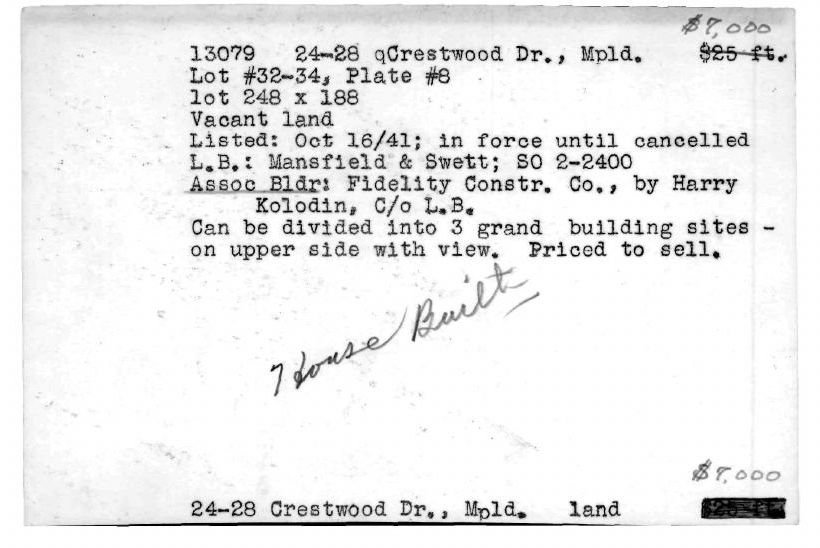 $7,000
13079 24-28 qCrestwood Dr., Mpld. $25 ft.
Lot #32-34, Plate #8
lot 248 x 188
Vacant land
Listed: Oct 16/41; in force until cancelled
L.B.: Mansfield & Swett; SO 2-2400
Assoc Bldr: Fidelity Constr. Co., by Harry
Kolodin, C/o L.B.
Can be divided into 3 grand building sites -
on upper side with view. Priced to sell.
House Built
$7,000
24-28 Crestwood Dr., Mpld. land $25 ft.